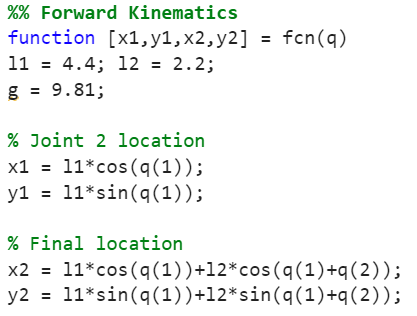 %% Forward Kinematics
function [x1,y1,x2,y2] = fcn(q)
l1 = 4.4; l2 = 2.2;
g = 9.81;
% Joint 2 location
x1 = l1*cos(q(1));
y1 = l1*sin(q(1));
% Final location
x2 = l1*cos(q(1))+l2*cos(q(1)+q(2));
y2 = l1*sin(q(1))+l2*sin(q(1)+q(2));